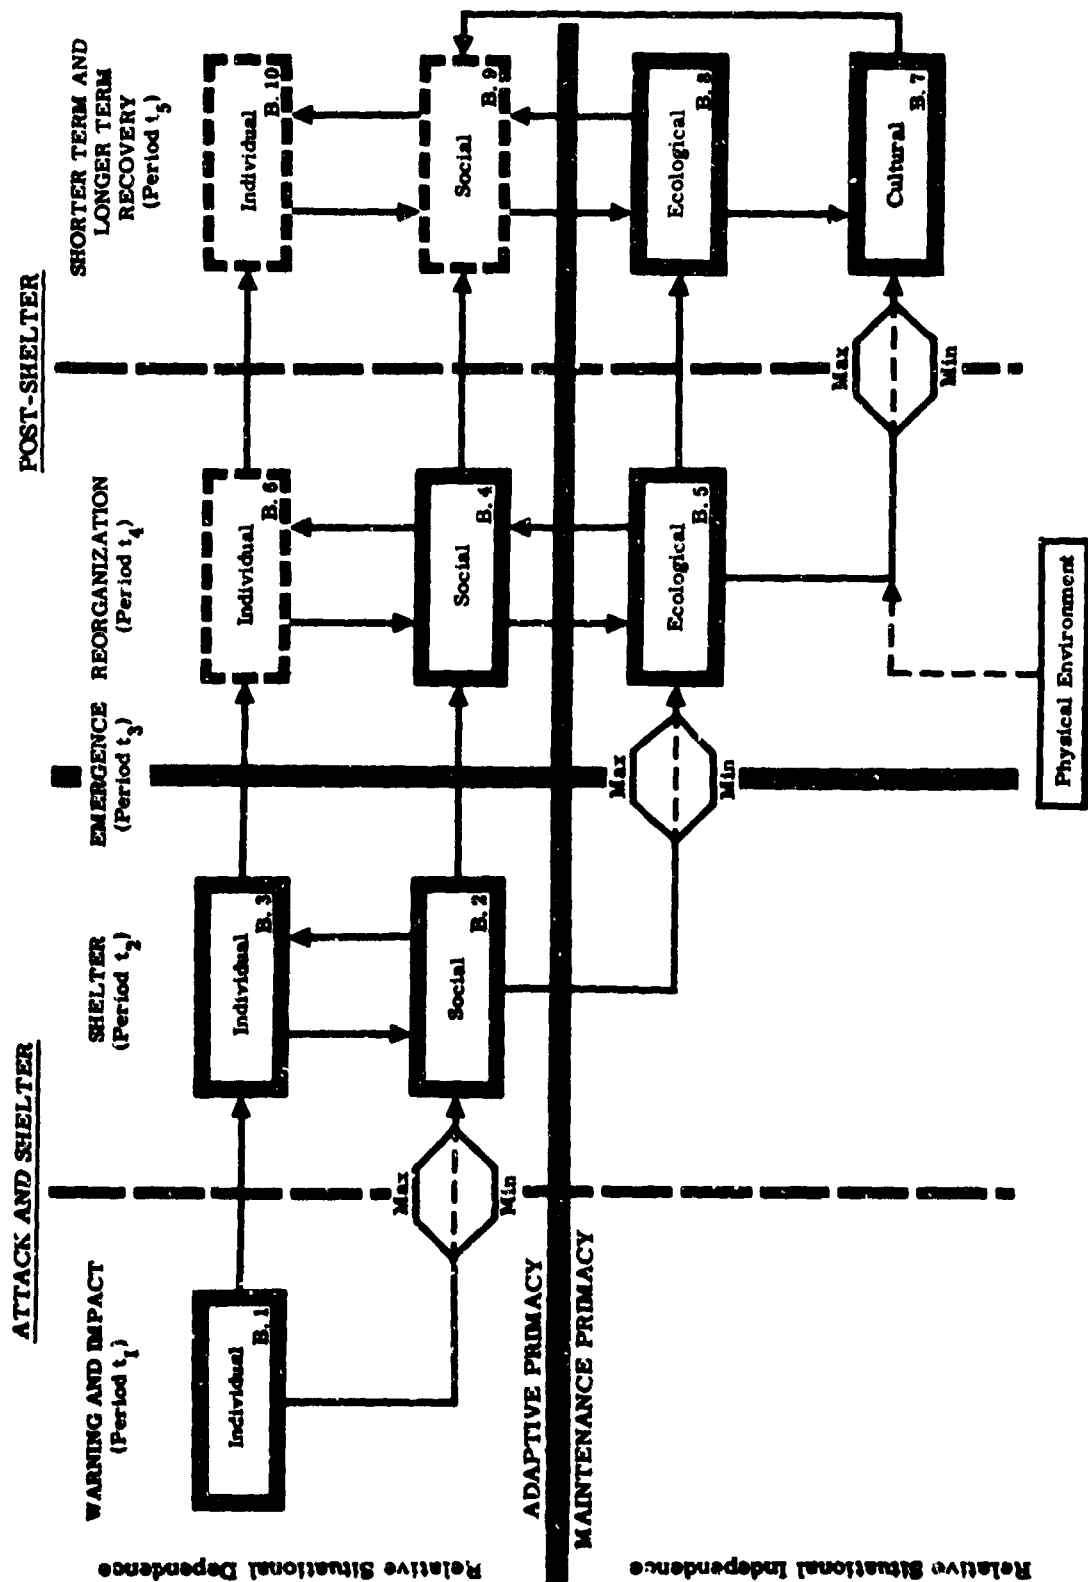 ATTACK AND SHELTER
POST-SHELTER
WARNING AND IMPACT
(Period t1)
SHELTER
(Period t2)
EMERGENCE
(Period t3)
REORGANIZATION
(Period t4)
SHORTER TERM AND
LONGER TERM
RECOVERY
(Period t5)
Relative Situational Dependence
Individual
B. 1
Individual
B. 3
Individual
B. 6
Individual
B. 10
Max
Min
Social
B. 2
Social
B. 4
Social
B. 9
ADAPTIVE PRIMACY
MAINTENANCE PRIMACY
Relative Situational Independence
Max
Min
Ecological
B. 5
Ecological
B. 8
Max
Min
Cultural
B. 7
Physical Environment